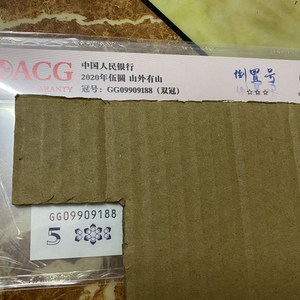 ACG
中国人民银行
2020年伍圆 山外有山
冠号：GG09909188（双冠）
倒置号
☆☆☆
GG09909188
5